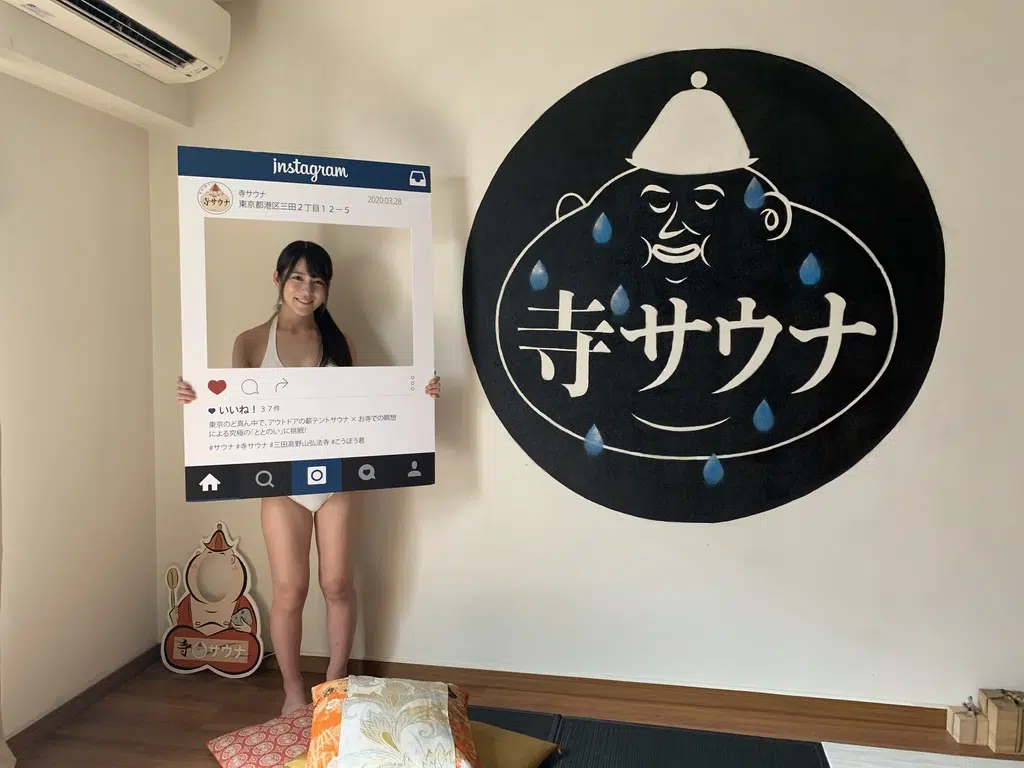 instagram
寺サウナ
寺サウナ
東京都港区三田2丁目12-5
2020.03.28
いいね! 37件
東京のど真ん中で、アウトドアの薪テントサウナ×お寺での瞑想
による究極の「ととのい」に挑戦!
#サウナ #寺サウナ #三田高野山弘法寺 #こうぼう君
寺サウナ
寺サウナ